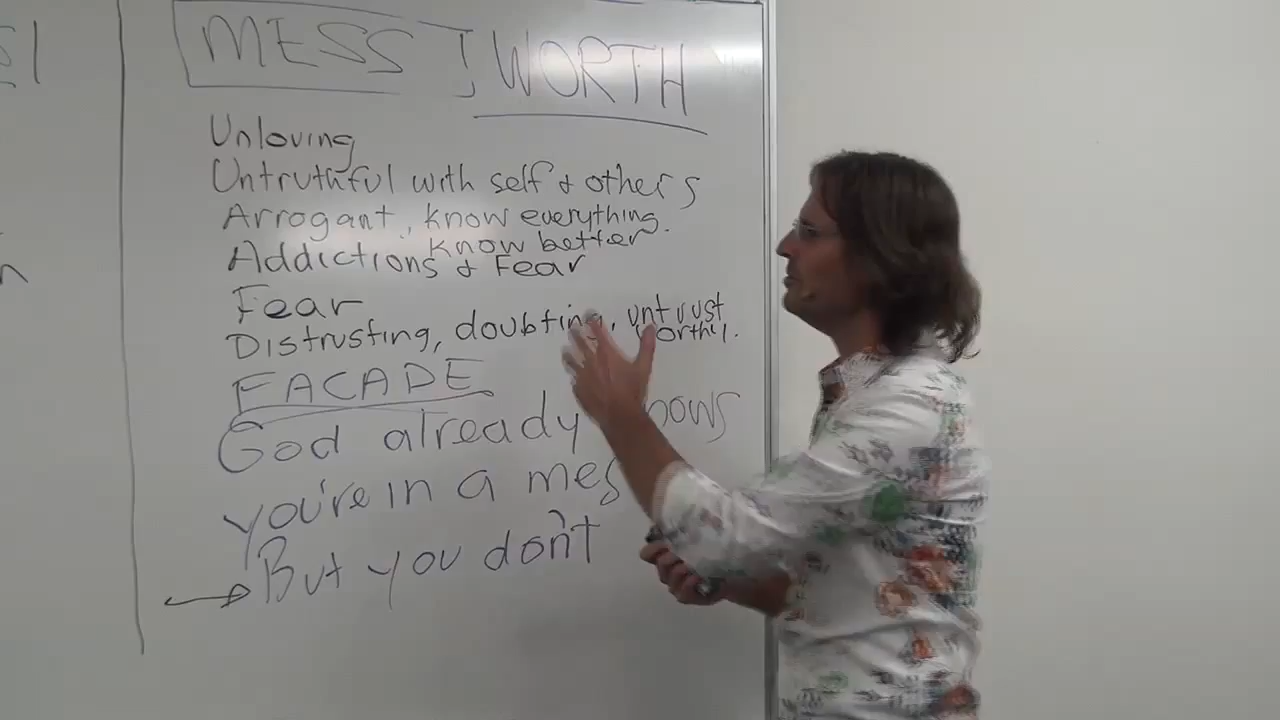 MESS I WORTH
Unloving
Untruthful with self & others
Arrogant, know everything.
know better
Addictions & Fear
Fear
Distrusting, doubting, untrust
worthy.
FACADE
God already knows
you're in a mess
But you don't